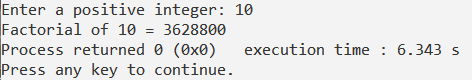 Enter a positive integer: 10
Factorial of 10 = 3628800
Process returned 0 (0x0)   execution time : 6.343 s
Press any key to continue.